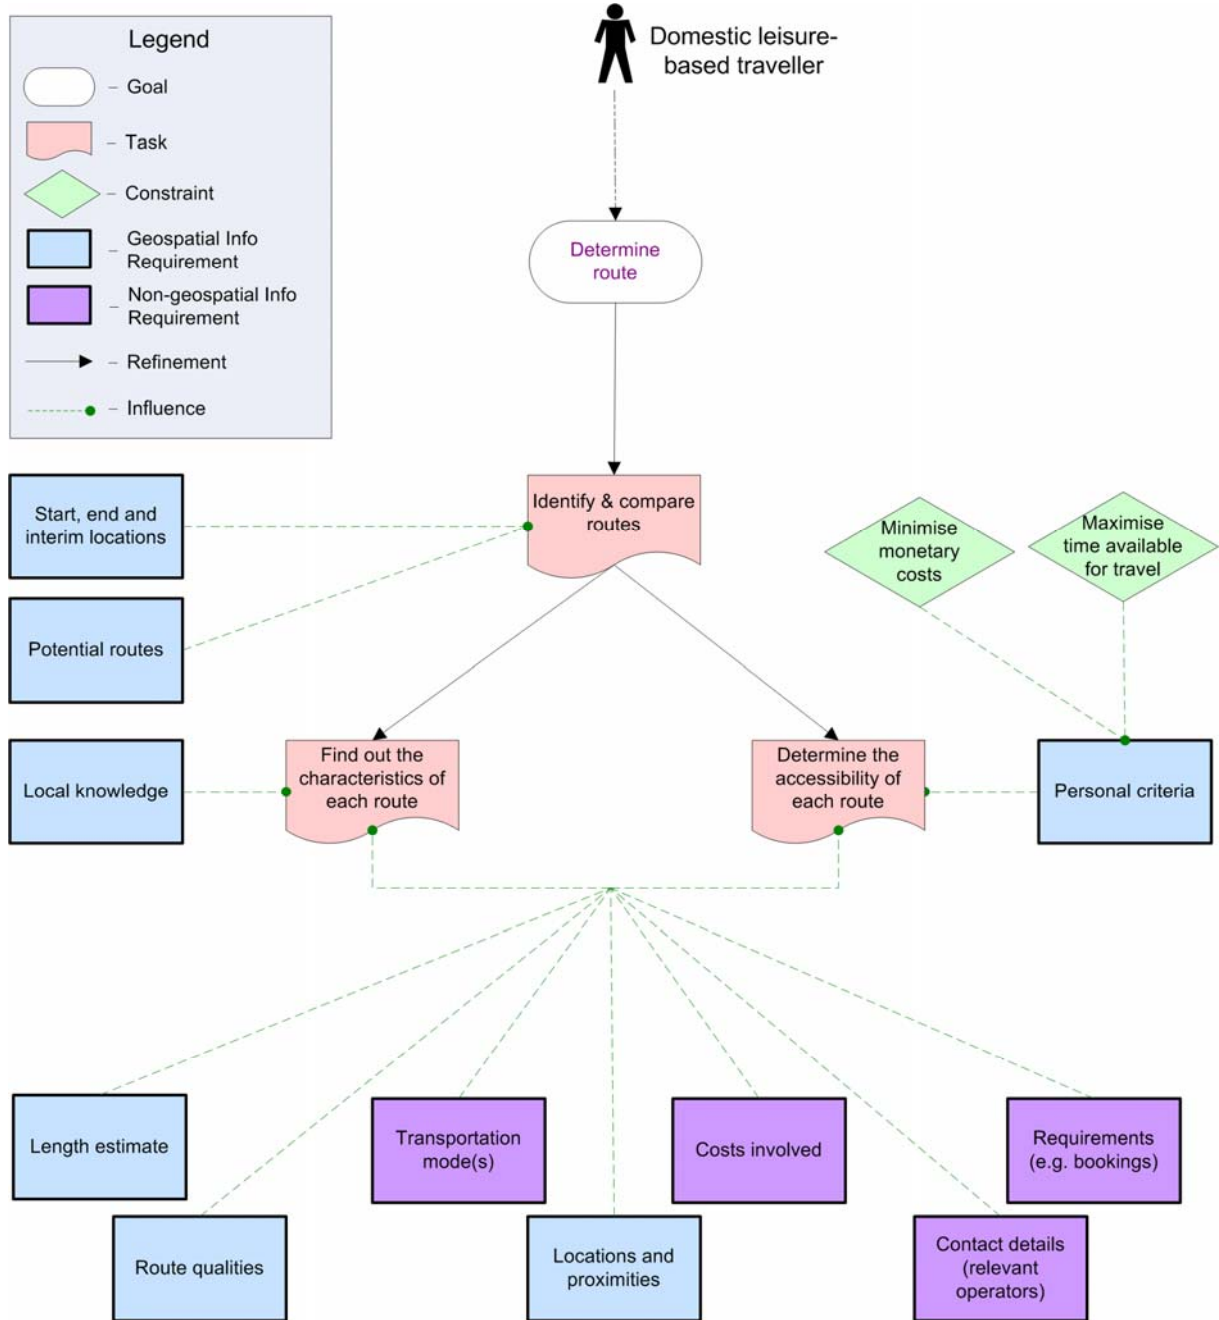 Legend
– Goal
– Task
– Constraint
– Geospatial Info
Requirement
– Non-geospatial Info
Requirement
– Refinement
– Influence
Domestic leisure-
based traveller
Determine
route
Identify & compare
routes
Start, end and
interim locations
Potential routes
Minimise
monetary
costs
Maximise
time available
for travel
Local knowledge
Find out the
characteristics of
each route
Determine the
accessibility of
each route
Personal criteria
Length estimate
Transportation
mode(s)
Costs involved
Requirements
(e.g. bookings)
Route qualities
Locations and
proximities
Contact details
(relevant
operators)